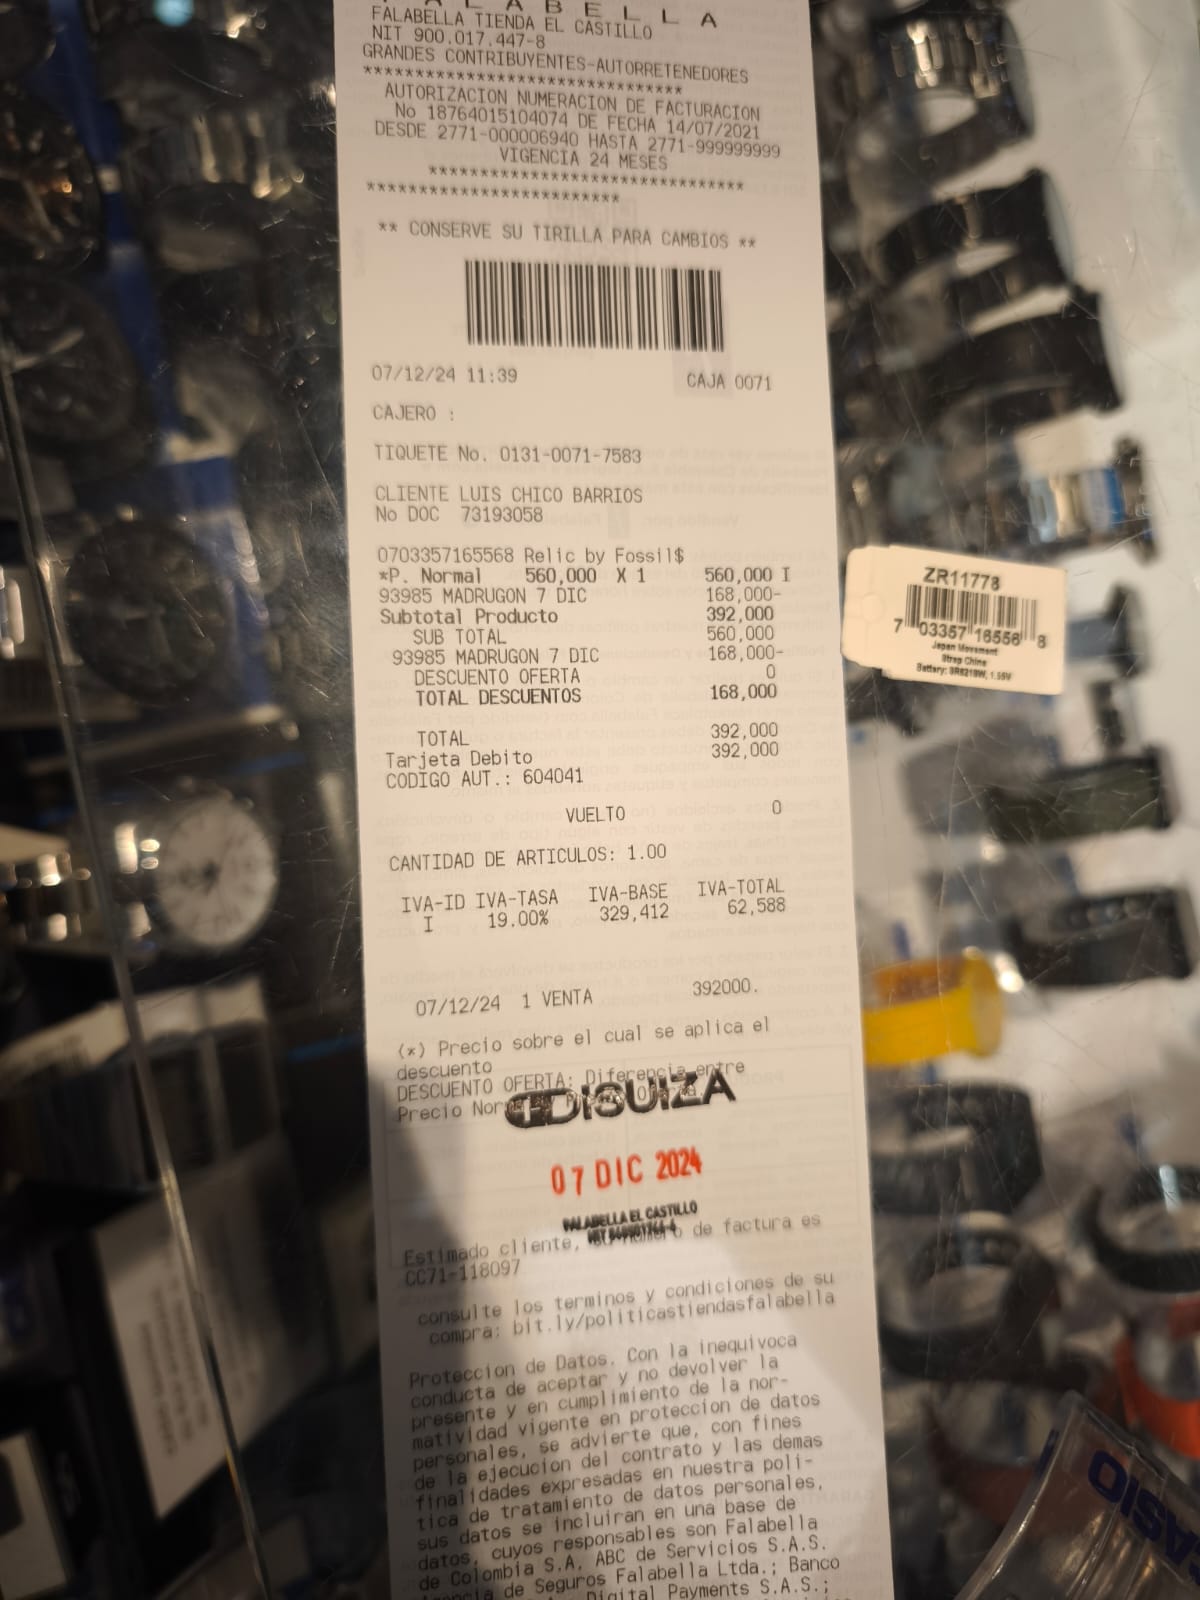 FALABELLA
FALABELLA TIENDA EL CASTILLO
NIT 900.017.447-8
GRANDES CONTRIBUYENTES-AUTORRETENEDORES
*******************************
AUTORIZACION NUMERACION DE FACTURACION
No 18764015104074 DE FECHA 14/07/2021
DESDE 2771-000006940 HASTA 2771-999999999
VIGENCIA 24 MESES
******************************
************************
** CONSERVE SU TIRILLA PARA CAMBIOS **
07/12/24 11:39 CAJA 0071
CAJERO :
TIQUETE No. 0131-0071-7583
CLIENTE LUIS CHICO BARRIOS
No DOC 73193058
0703357165568 Relic by Fossil$
*P. Normal 560,000 X 1 560,000 I
93985 MADRUGON 7 DIC 168,000-
Subtotal Producto 392,000
SUB TOTAL 560,000
93985 MADRUGON 7 DIC 168,000-
DESCUENTO OFERTA 0
TOTAL DESCUENTOS 168,000
TOTAL 392,000
Tarjeta Debito 392,000
CODIGO AUT.: 604041
VUELTO 0
CANTIDAD DE ARTICULOS: 1.00
IVA-ID IVA-TASA IVA-BASE IVA-TOTAL
I 19.00% 329,412 62,588
07/12/24 1 VENTA 392000.
(*) Precio sobre el cual se aplica el
descuento
DESCUENTO OFERTA: Diferencia entre
Precio Oferta.
DISUIZA
07 DIC 2024
FALABELLA EL CASTILLO
Estimado cliente, de factura es
CC71-118097
consulte los terminos y condiciones de su
compra: bit.ly/politicastiendasfalabella
Proteccion de Datos. Con la inequivoca
conducta de aceptar y no devolver la
presente y en cumplimiento de la nor-
matividad vigente en proteccion de datos
personales, se advierte que, con fines
de la ejecucion del contrato y las demas
finalidades expresadas en nuestra poli-
tica de tratamiento de datos personales,
sus datos se incluiran en una base de
datos, cuyos responsables son Falabella
de Colombia S.A. ABC de Servicios S.A.S.
de Seguros Falabella Ltda.; Banco
Digital Payments S.A.S.;
ZR11778
7 03357 16556 8
Japan Movement
Strap China
Battery: SR621SW, 1.55V
CASIO